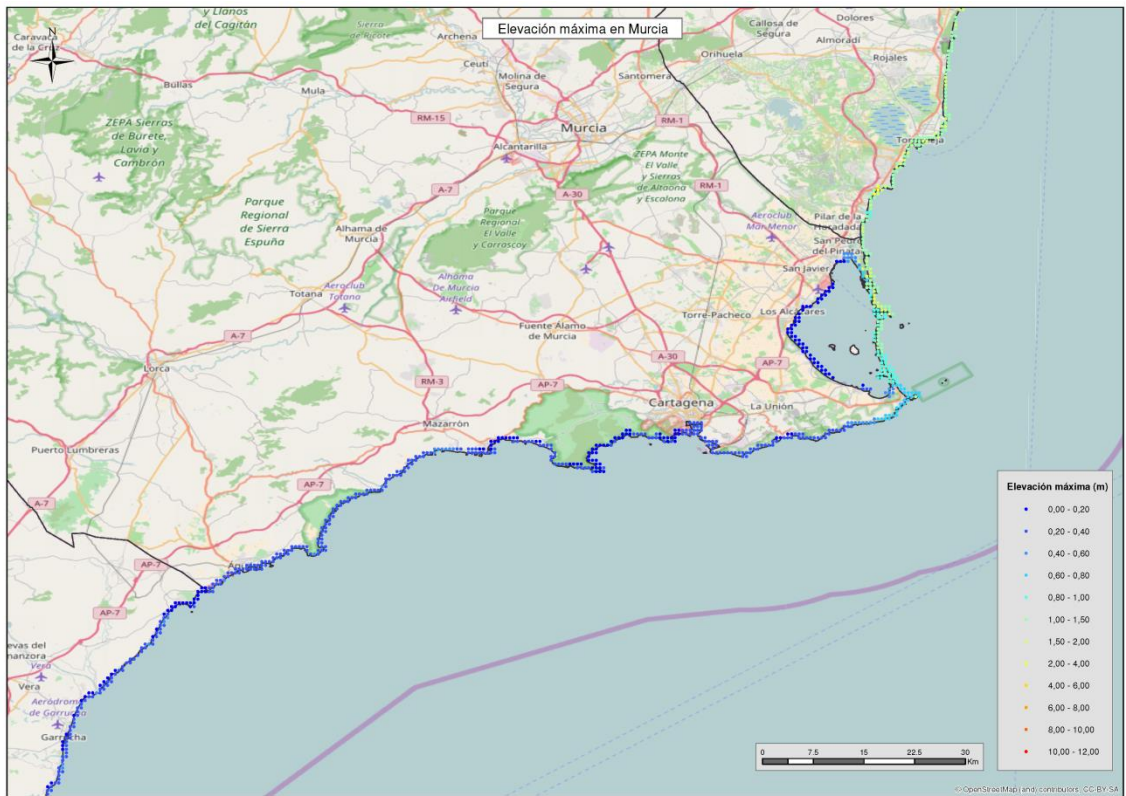 Elevación máxima en Murcia
y Llanos
del Cagitán
Sierra
de Ricote
Archena
Callosa de
Segura
Dolores
Almoradí
Rojales
Caravaca
de la Cruz
N
Ceutí
Molina de
Segura
Santomera
Orihuela
Bullas
Mula
RM-15
Murcia
RM-1
ZEPA Sierras
de Burete,
Lavia y
Cambrón
Alcantarilla
Torrevieja
ZEPA Monte
El Valle
y Sierras
de Altaona
y Escalona
A-7
A-30
RM-1
Parque
Regional
de Sierra
Espuña
Parque
Regional
El Valle
y Carrascoy
Alhama de
Murcia
Aeroclub
Mar Menor
Pilar de la
Horadada
San Pedro
del Pinatar
San Javier
Alhama
De Murcia
Airfield
Aeroclub
Totana
Totana
Fuente Álamo
de Murcia
Torre-Pacheco
Los Alcázares
A-7
Lorca
A-30
AP-7
RM-3
AP-7
Cartagena
La Unión
Mazarrón
Puerto Lumbreras
AP-7
A-7
AP-7
AP-7
Vera
Vera
Aeródromo
de Garrucha
Garrucha
Elevación máxima (m)
0,00 - 0,20
0,20 - 0,40
0,40 - 0,60
0,60 - 0,80
0,80 - 1,00
1,00 - 1,50
1,50 - 2,00
2,00 - 4,00
4,00 - 6,00
6,00 - 8,00
8,00 - 10,00
10,00 - 12,00
0 7.5 15 22.5 30
Km
© OpenStreetMap (and) contributors, CC-BY-SA